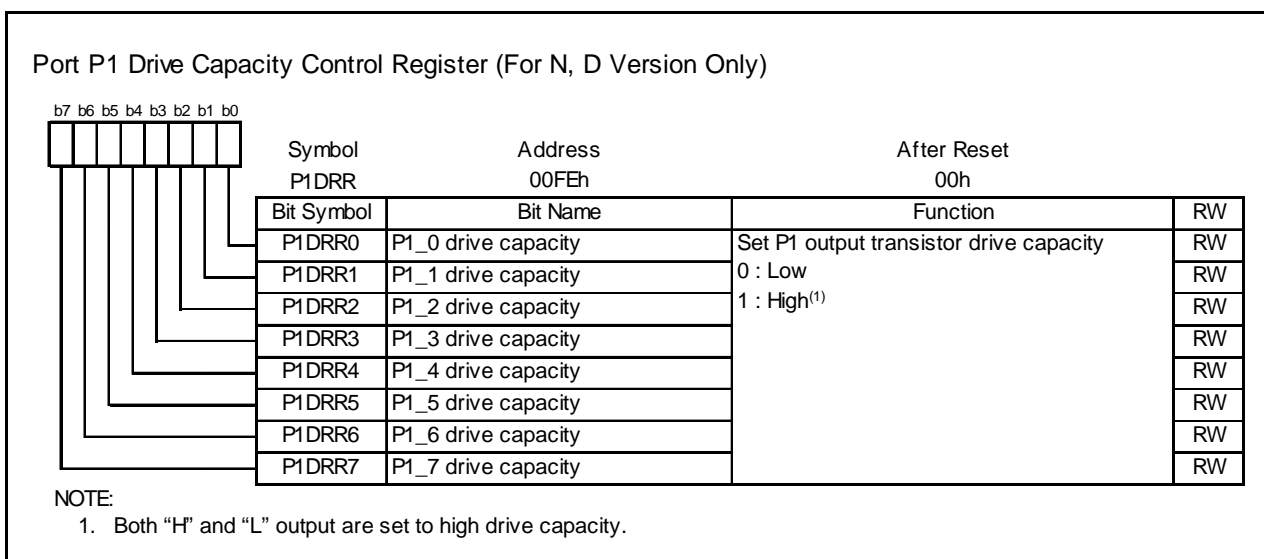 Port P1 Drive Capacity Control Register (For N, D Version Only)
b7 b6 b5 b4 b3 b2 b1 b0
Symbol Address After Reset
P1DRR 00FEh 00h
Bit Symbol Bit Name Function RW
P1DRR0 P1_0 drive capacity Set P1 output transistor drive capacity RW
P1DRR1 P1_1 drive capacity 0 : Low RW
P1DRR2 P1_2 drive capacity 1 : High(1) RW
P1DRR3 P1_3 drive capacity RW
P1DRR4 P1_4 drive capacity RW
P1DRR5 P1_5 drive capacity RW
P1DRR6 P1_6 drive capacity RW
P1DRR7 P1_7 drive capacity RW
NOTE:
1. Both “H” and “L” output are set to high drive capacity.